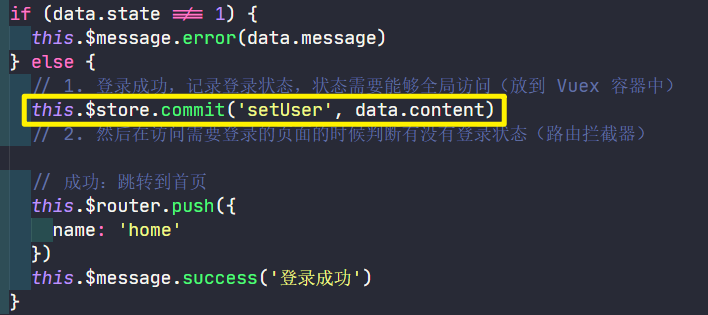 if (data.state !== 1) {
this.$message.error(data.message)
} else {
// 1. 登录成功，记录登录状态，状态需要能够全局访问（放到 Vuex 容器中）
this.$store.commit('setUser', data.content)
// 2. 然后在访问需要登录的页面的时候判断有没有登录状态（路由拦截器）
// 成功：跳转到首页
this.$router.push({
name: 'home'
})
this.$message.success('登录成功')
}